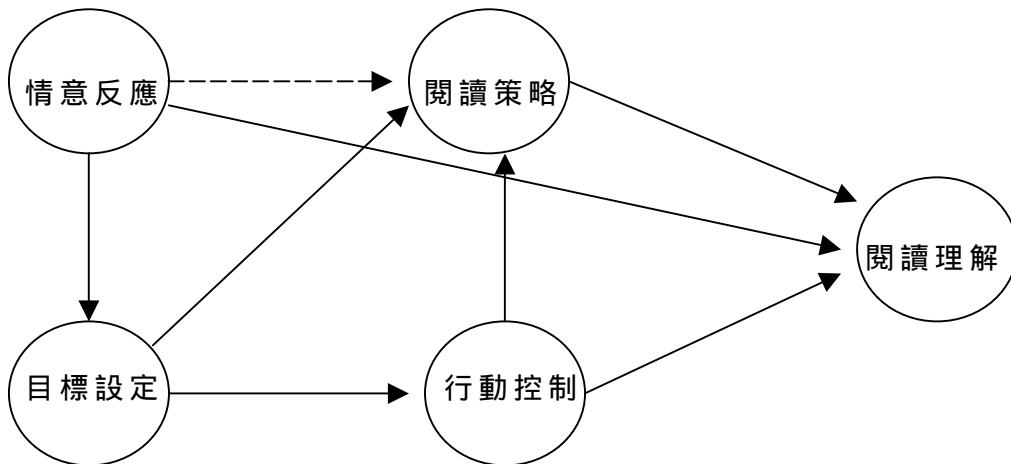 情意反應
閱讀策略
閱讀理解
目標設定
行動控制